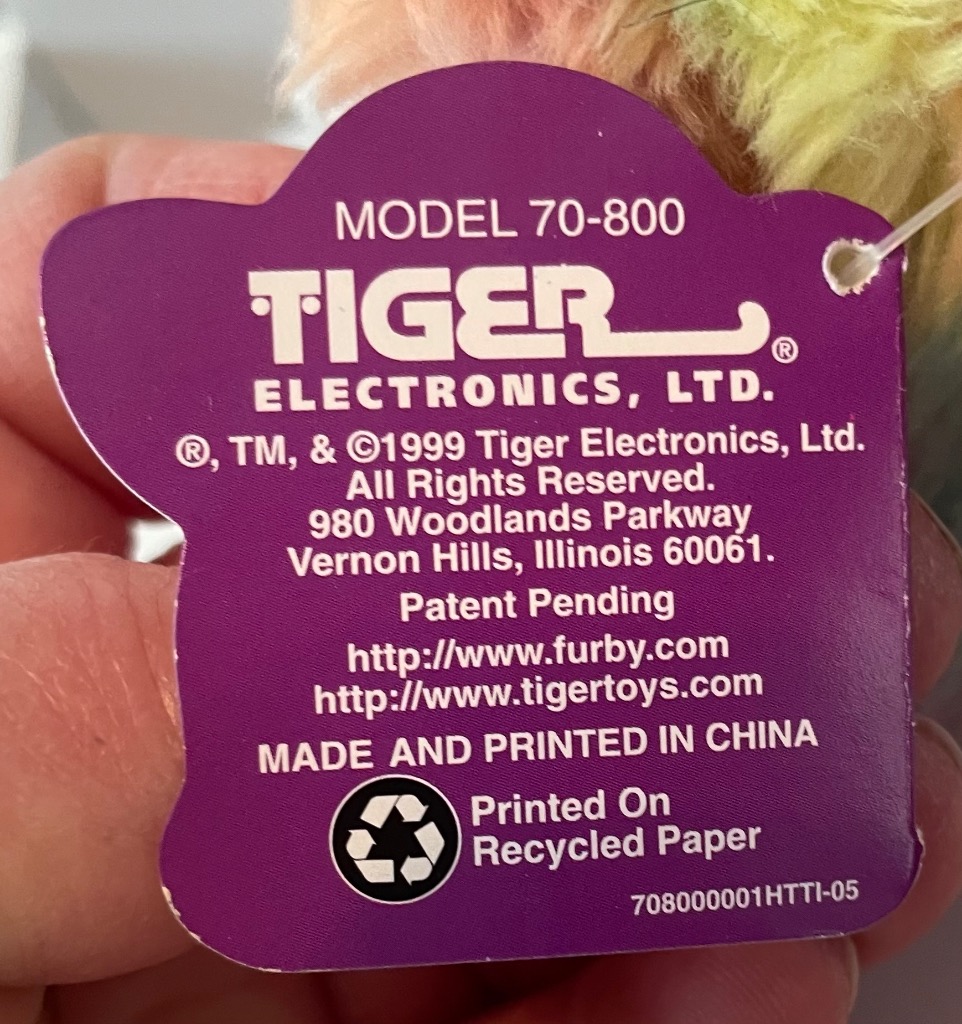 MODEL 70-800
TIGER®
ELECTRONICS, LTD.
®, TM, & ©1999 Tiger Electronics, Ltd.
All Rights Reserved.
980 Woodlands Parkway
Vernon Hills, Illinois 60061.
Patent Pending
http://www.furby.com
http://www.tigertoys.com
MADE AND PRINTED IN CHINA
Printed On
Recycled Paper
708000001HTTI-05